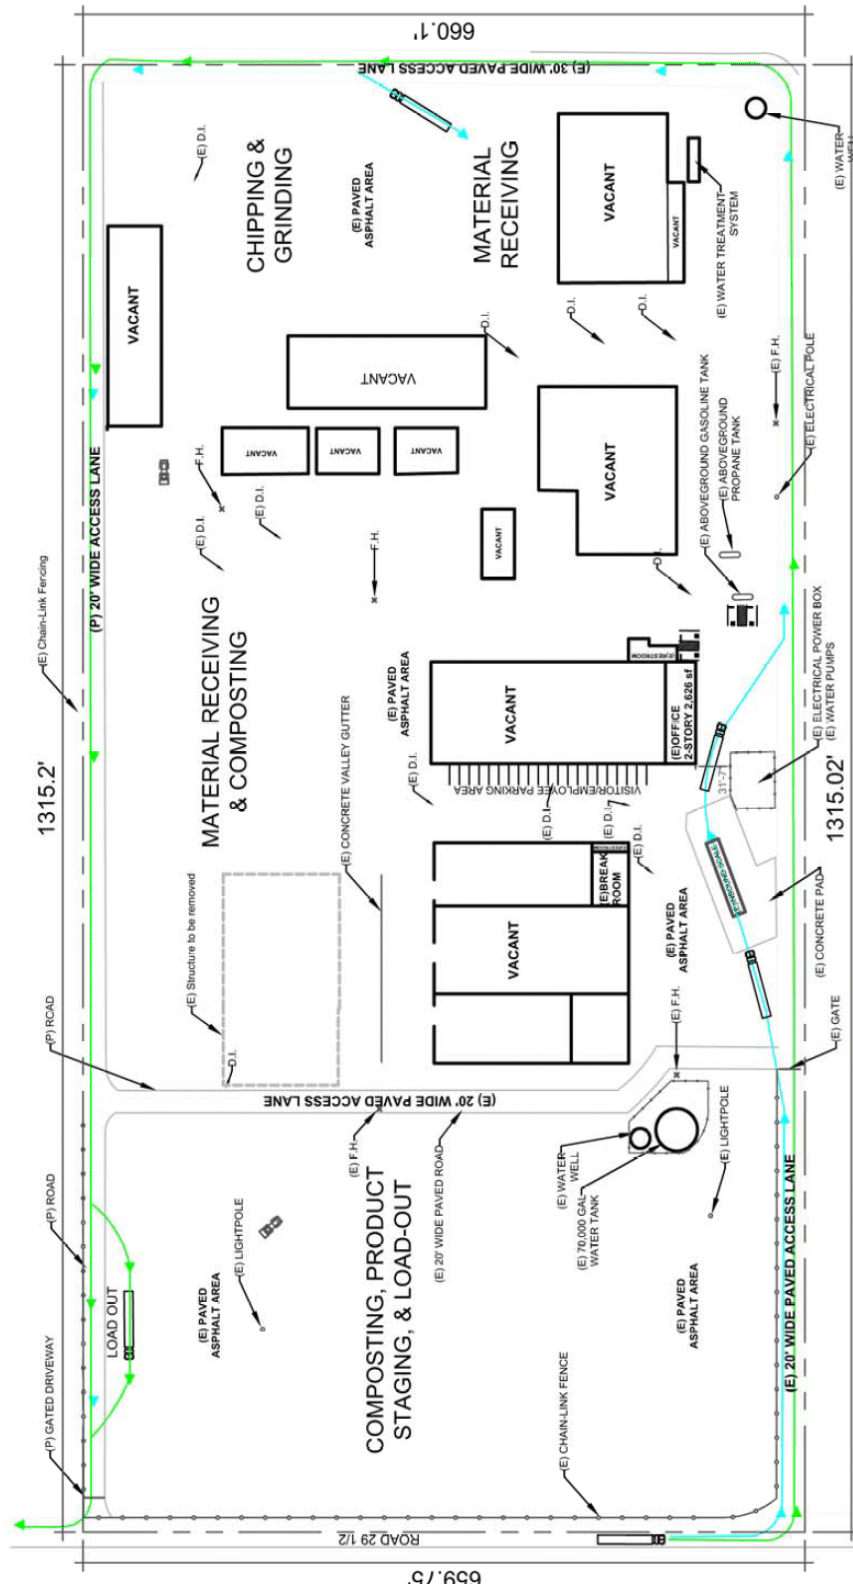 660.1'
(E) 30' WIDE PAVED ACCESS LANE
(E) WATER
(E) D.I.
CHIPPING &
GRINDING
(E) PAVED
ASPHALT AREA
MATERIAL
RECEIVING
VACANT
VACANT
(E) WATER TREATMENT
SYSTEM
VACANT
D.I.
D.I.
D.I.
VACANT
(E) F.H.
(E) ELECTRICAL POLE
(E) ABOVEGROUND GASOLINE TANK
(E) ABOVEGROUND
PROPANE TANK
VACANT
VACANT
VACANT
VACANT
VACANT
F.H.
(E) D.I.
(E) D.I.
F.H.
D.I.
(P) 20' WIDE ACCESS LANE
(E) Chain-Link Fencing
1315.2'
MATERIAL RECEIVING
& COMPOSTING
(E) PAVED
ASPHALT AREA
VACANT
(E)RESTROOM
(E)OFFICE
2-STORY 2,626 sf
(E) ELECTRICAL POWER BOX
(E) WATER PUMPS
31'-7"
1315.02'
VISITOR/EMPLOYEE PARKING AREA
(E) D.I.
(E) D.I.
(E) D.I.
(E) D.I.
(E) CONCRETE VALLEY GUTTER
(E)BREAK
ROOM
VACANT
(E) Structure to be removed
D.I.
(E) PAVED
ASPHALT AREA
(E) CONCRETE PAD
(E) GATE
(E) F.H.
(P) ROAD
(E) 20' WIDE PAVED ACCESS LANE
(E) F.H.
(E) 20' WIDE PAVED ROAD
(E) WATER
WELL
(E) 70,000 GAL
WATER TANK
(E) LIGHTPOLE
(P) ROAD
LOAD OUT
(E) LIGHTPOLE
(E) PAVED
ASPHALT AREA
COMPOSTING, PRODUCT
STAGING, & LOAD-OUT
(E) PAVED
ASPHALT AREA
(E) 20' WIDE PAVED ACCESS LANE
(P) GATED DRIVEWAY
(E) CHAIN-LINK FENCE
ROAD 29 1/2
659.75'